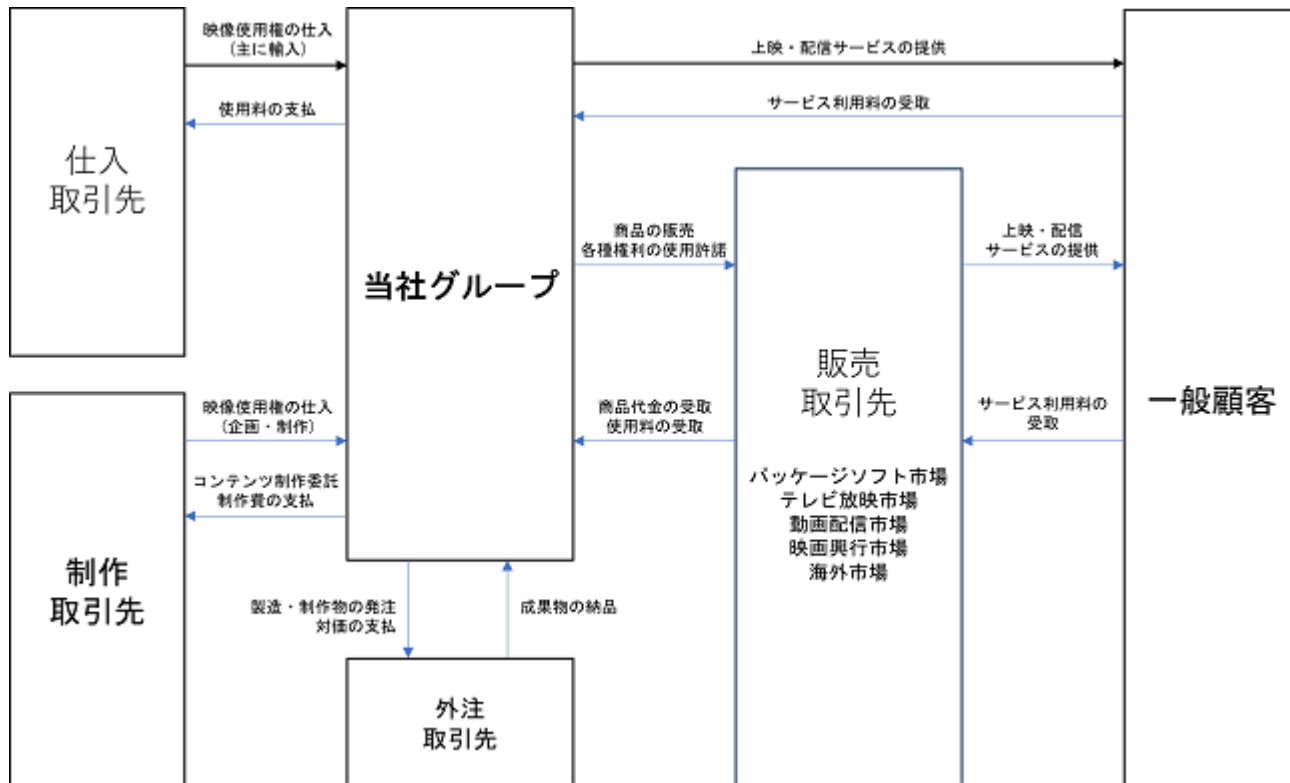 映像使用権の仕入
(主に輸入)
使用料の支払
仕入
取引先
上映・配信サービスの提供
サービス利用料の受取
当社グループ
商品の販売
各種権利の使用許諾
上映・配信
サービスの提供
販売
取引先
商品代金の受取
使用料の受取
サービス利用料の
受取
一般顧客
パッケージソフト市場
テレビ放映市場
動画配信市場
映画興行市場
海外市場
映像使用権の仕入
(企画・制作)
コンテンツ制作委託
制作費の支払
制作
取引先
製造・制作物の発注
対価の支払
成果物の納品
外注
取引先